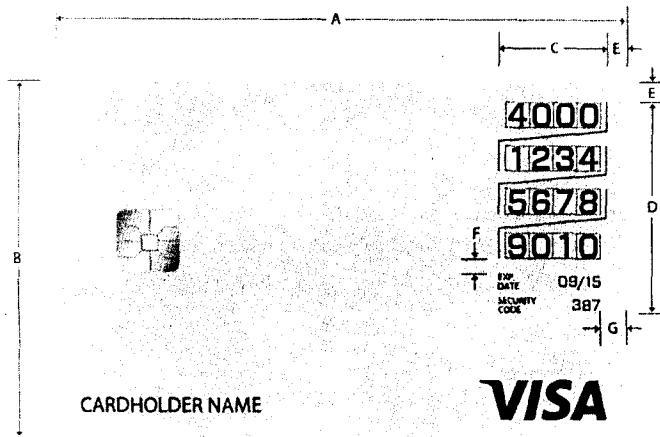 A
C E
E
4000
1234
5678
9010
B
D
F
EXP. DATE 09/15
SECURITY CODE 387
G
CARDHOLDER NAME
VISA